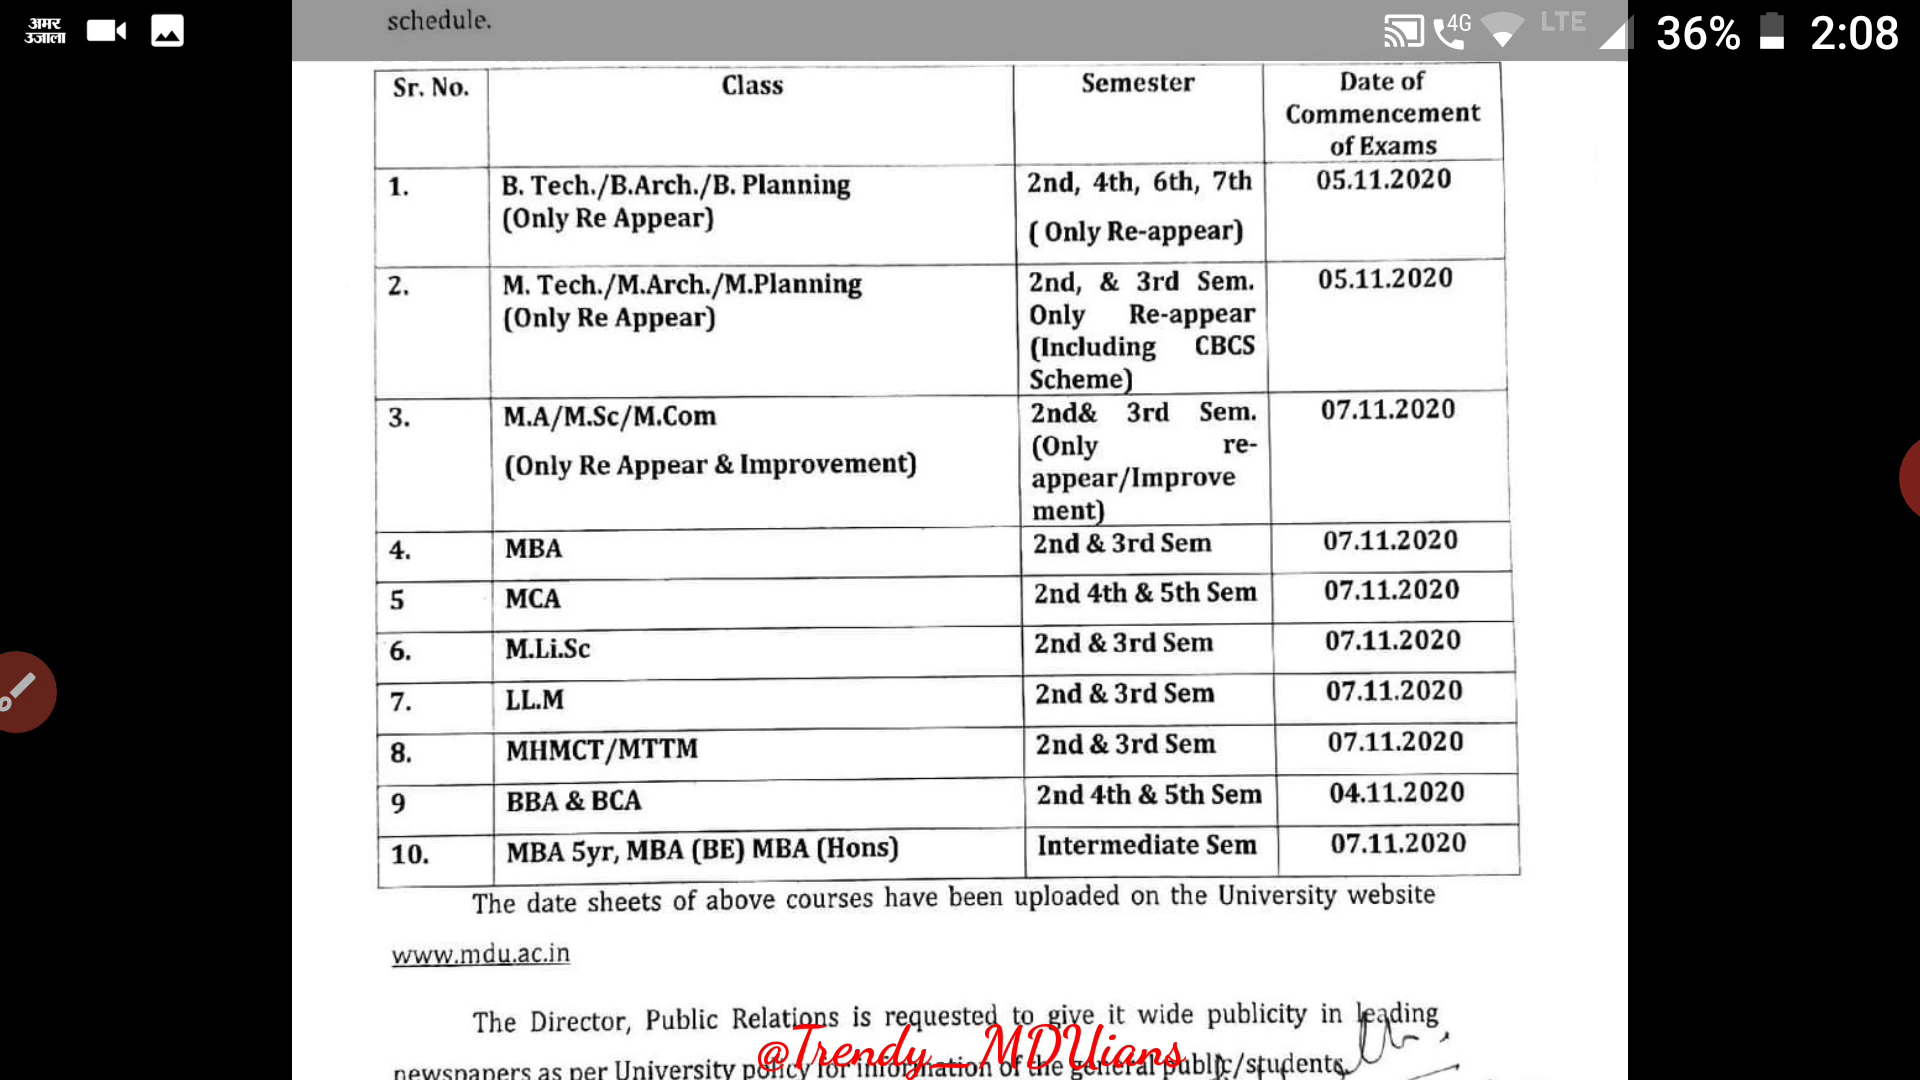 अमर
उजाला
4G
LTE
36%
2:08
schedule.
Sr. No.
Class
Semester
Date of
Commencement
of Exams
1.
B. Tech./B.Arch./B. Planning
(Only Re Appear)
2nd, 4th, 6th, 7th
( Only Re-appear)
05.11.2020
2.
M. Tech./M.Arch./M.Planning
(Only Re Appear)
2nd, & 3rd Sem.
Only Re-appear
(Including CBCS
Scheme)
05.11.2020
3.
M.A/M.Sc/M.Com
(Only Re Appear & Improvement)
2nd& 3rd Sem.
(Only re-
appear/Improve
ment)
07.11.2020
4.
MBA
2nd & 3rd Sem
07.11.2020
5
MCA
2nd 4th & 5th Sem
07.11.2020
6.
M.Li.Sc
2nd & 3rd Sem
07.11.2020
7.
LL.M
2nd & 3rd Sem
07.11.2020
8.
MHMCT/MTTM
2nd & 3rd Sem
07.11.2020
9
BBA & BCA
2nd 4th & 5th Sem
04.11.2020
10.
MBA 5yr, MBA (BE) MBA (Hons)
Intermediate Sem
07.11.2020
The date sheets of above courses have been uploaded on the University website
www.mdu.ac.in
The Director, Public Relations is requested to give it wide publicity in leading
newspapers as per University policy for information of the general public/students.
@Trendy_MDUians